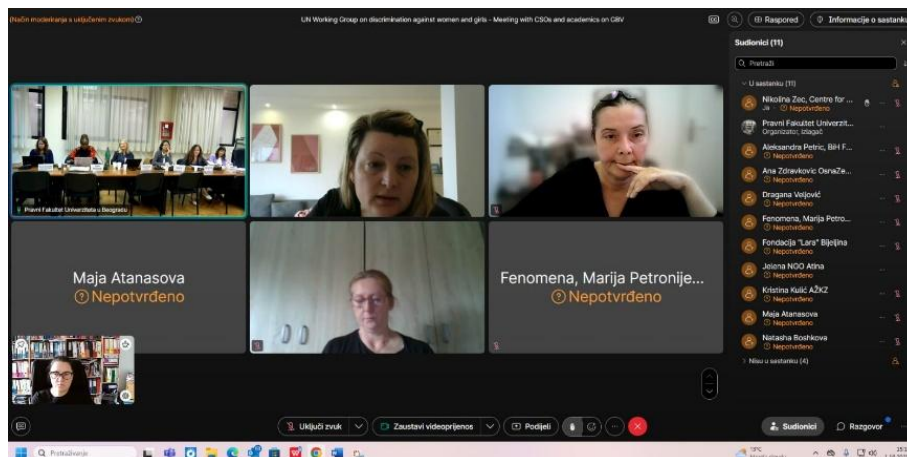 (Način moderiranja s uključenim zvukom)
UN Working Group on discrimination against women and girls - Meeting with CSOs and academics on GBV
Raspored
Informacije o sastanku
Sudionici (11)
Pretraži
U sastanku (11)
Nikolina Zec, Centre for ...
Ja - Nepotvrđeno
Pravni Fakultet Univerzit...
Organizator, izlagač
Aleksandra Petric, BiH F...
Nepotvrđeno
Ana Zdravkovic OsnaŽe...
Nepotvrđeno
Dragana Veljović
Nepotvrđeno
Fenomena, Marija Petro...
Nepotvrđeno
Fondacija "Lara" Bijeljina
Nepotvrđeno
Jelena NGO Atina
Nepotvrđeno
Kristina Kulić AŽKZ
Nepotvrđeno
Maja Atanasova
Nepotvrđeno
Natasha Boshkova
Nepotvrđeno
Nisu u sastanku (4)
Pravni Fakultet Univerziteta u Beogradu
Maja Atanasova
Nepotvrđeno
Fenomena, Marija Petronije...
Nepotvrđeno
Uključi zvuk
Zaustavi videoprijenos
Podijeli
Sudionici
Razgovor
Pretraživanje